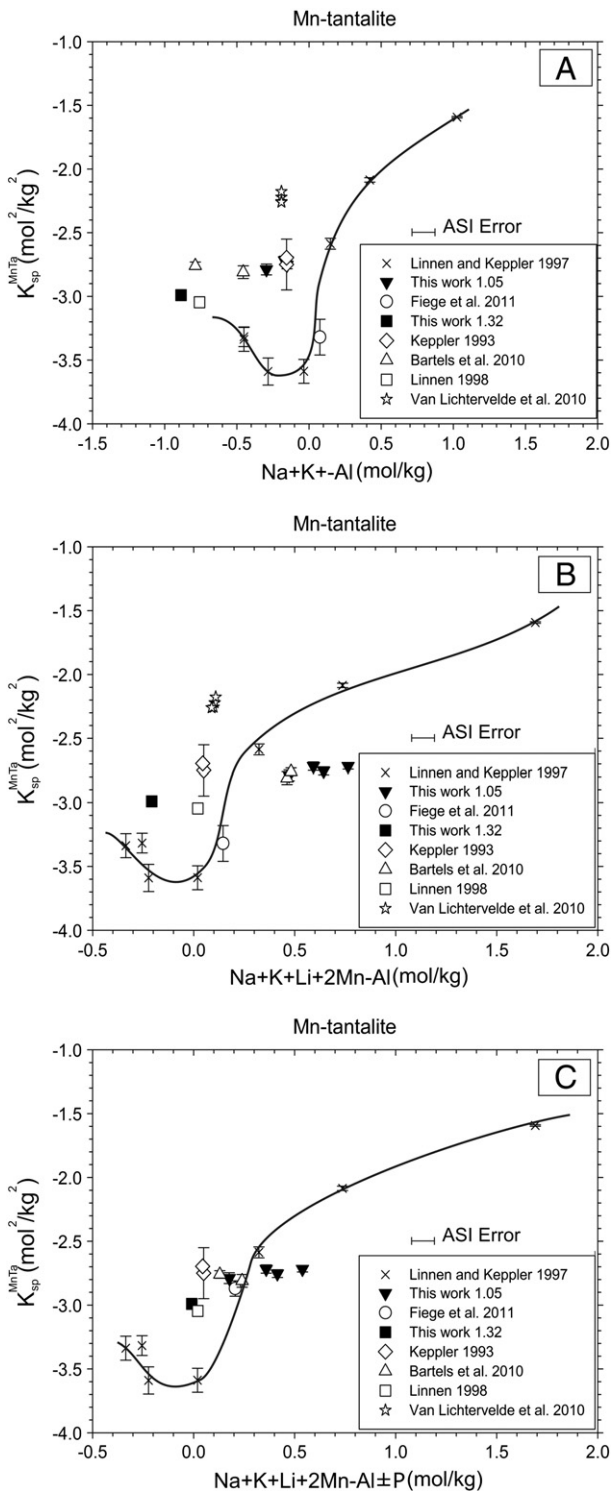 Mn-tantalite
A
-1.0
-1.5
-2.0
-2.5
-3.0
-3.5
-4.0
K_sp^MnTa (mol²/kg²)
ASI Error
Linnen and Keppler 1997
This work 1.05
Fiege et al. 2011
This work 1.32
Keppler 1993
Bartels et al. 2010
Linnen 1998
Van Lichtervelde et al. 2010
-1.5 -1.0 -0.5 0.0 0.5 1.0 1.5 2.0
Na+K+-Al (mol/kg)
Mn-tantalite
B
-1.0
-1.5
-2.0
-2.5
-3.0
-3.5
-4.0
K_sp^MnTa (mol²/kg²)
ASI Error
Linnen and Keppler 1997
This work 1.05
Fiege et al. 2011
This work 1.32
Keppler 1993
Bartels et al. 2010
Linnen 1998
Van Lichtervelde et al. 2010
-0.5 0.0 0.5 1.0 1.5 2.0
Na+K+Li+2Mn-Al (mol/kg)
Mn-tantalite
C
-1.0
-1.5
-2.0
-2.5
-3.0
-3.5
-4.0
K_sp^MnTa (mol²/kg²)
ASI Error
Linnen and Keppler 1997
This work 1.05
Fiege et al. 2011
This work 1.32
Keppler 1993
Bartels et al. 2010
Linnen 1998
Van Lichtervelde et al. 2010
-0.5 0.0 0.5 1.0 1.5 2.0
Na+K+Li+2Mn-Al±P (mol/kg)